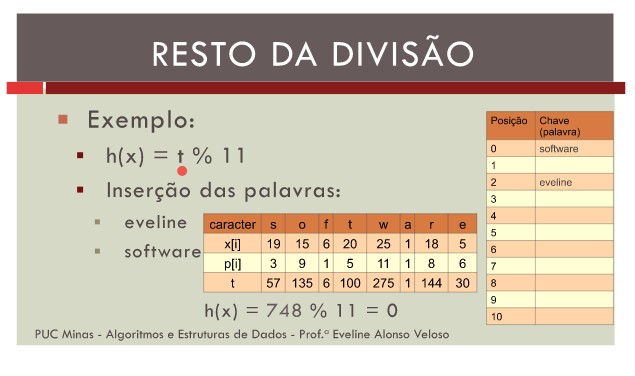 RESTO DA DIVISÃO
Exemplo:
h(x) = t % 11
Inserção das palavras:
eveline
software
caracter s o f t w a r e
x[i] 19 15 6 20 25 1 18 5
p[i] 3 9 1 5 11 1 8 6
t 57 135 6 100 275 1 144 30
h(x) = 748 % 11 = 0
Posição Chave
(palavra)
0 software
1
2 eveline
3
4
5
6
7
8
9
10
PUC Minas - Algoritmos e Estruturas de Dados - Prof.ª Eveline Alonso Veloso